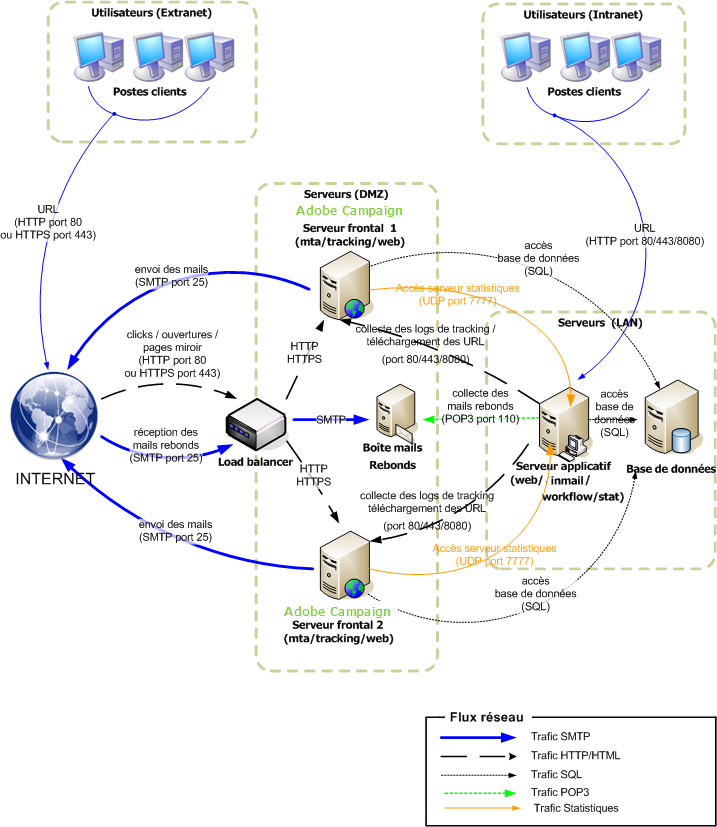 Utilisateurs (Extranet)
Postes clients
Utilisateurs (Intranet)
Postes clients
URL
(HTTP port 80
ou HTTPS port 443)
URL
(HTTP port 80/443/8080)
Serveurs (DMZ)
Adobe Campaign
Serveur frontal 1
(mta/tracking/web)
accès
base de données
(SQL)
envoi des mails
(SMTP port 25)
Accès serveur statistiques
(UDP port 7777)
Serveurs (LAN)
clicks / ouvertures /
pages miroir
(HTTP port 80
ou HTTPS port 443)
HTTP
HTTPS
collecte des logs de tracking /
téléchargement des URL
(port 80/443/8080)
SMTP
collecte des
mails rebonds
(POP3 port 110)
accès
base de
données
(SQL)
réception des
mails rebonds
(SMTP port 25)
Load balancer
Boîte mails
Rebonds
INTERNET
Serveur applicatif
(web/ inmail/
workflow/stat)
Base de données
HTTP
HTTPS
collecte des logs de tracking
téléchargement des URL
(port 80/443/8080)
envoi des mails
(SMTP port 25)
Accès serveur statistiques
(UDP port 7777)
accès
base de données
(SQL)
Adobe Campaign
Serveur frontal 2
(mta/tracking/web)
Flux réseau
Trafic SMTP
Trafic HTTP/HTML
Trafic SQL
Trafic POP3
Trafic Statistiques